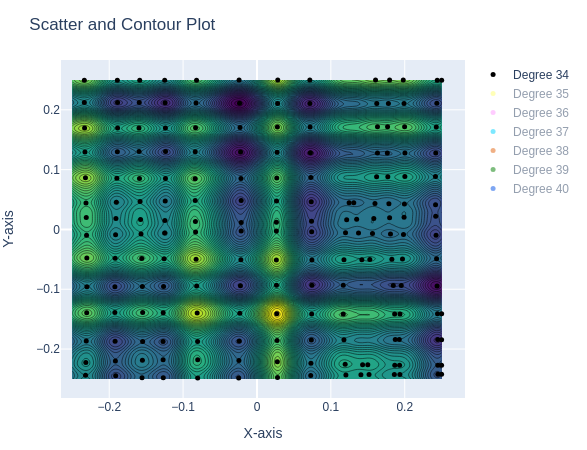 Scatter and Contour Plot
Degree 34
Degree 35
Degree 36
Degree 37
Degree 38
Degree 39
Degree 40
Y-axis
0.2
0.1
0
−0.1
−0.2
−0.2
−0.1
0
0.1
0.2
X-axis